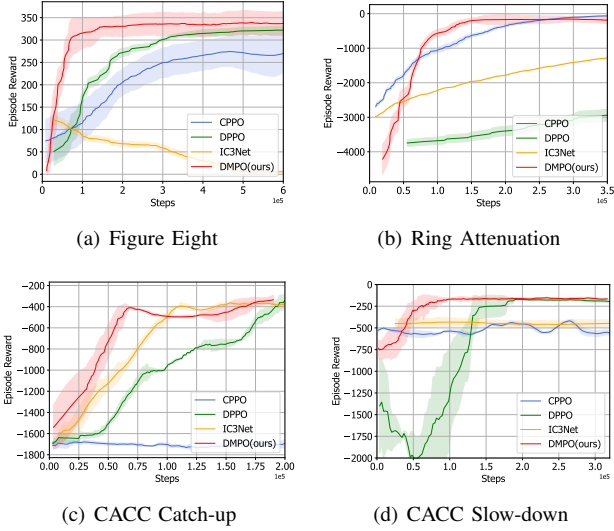 Episode Reward
350
300
250
200
150
100
50
0
CPPO
DPPO
IC3Net
DMPO(ours)
0 1 2 3 4 5 6
Steps
1e5
(a) Figure Eight
Episode Reward
0
−1000
−2000
−3000
−4000
CPPO
DPPO
IC3Net
DMPO(ours)
0.0 0.5 1.0 1.5 2.0 2.5 3.0 3.5
Steps
1e5
(b) Ring Attenuation
Episode Reward
−200
−400
−600
−800
−1000
−1200
−1400
−1600
−1800
CPPO
DPPO
IC3Net
DMPO(ours)
0.00 0.25 0.50 0.75 1.00 1.25 1.50 1.75 2.00
Steps
1e5
(c) CACC Catch-up
Episode Reward
0
−250
−500
−750
−1000
−1250
−1500
−1750
−2000
CPPO
DPPO
IC3Net
DMPO(ours)
0.0 0.5 1.0 1.5 2.0 2.5 3.0
Steps
1e5
(d) CACC Slow-down